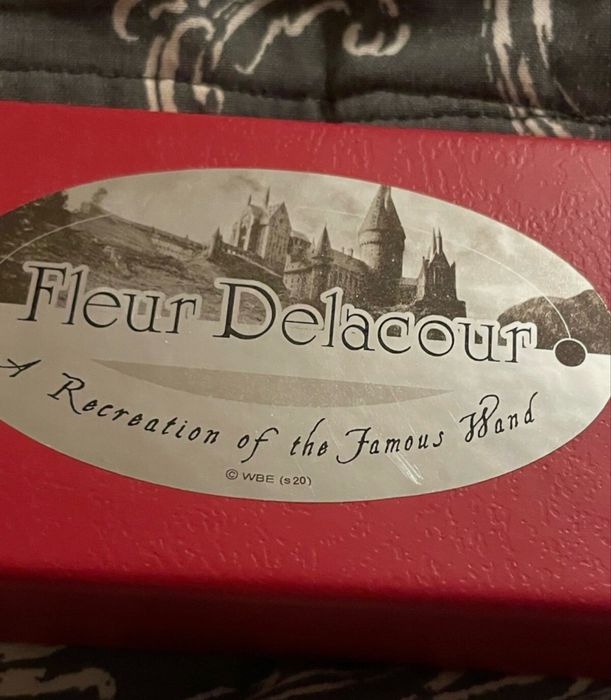 Fleur Delacour
A Recreation of the Famous Wand
© WBE (s20)